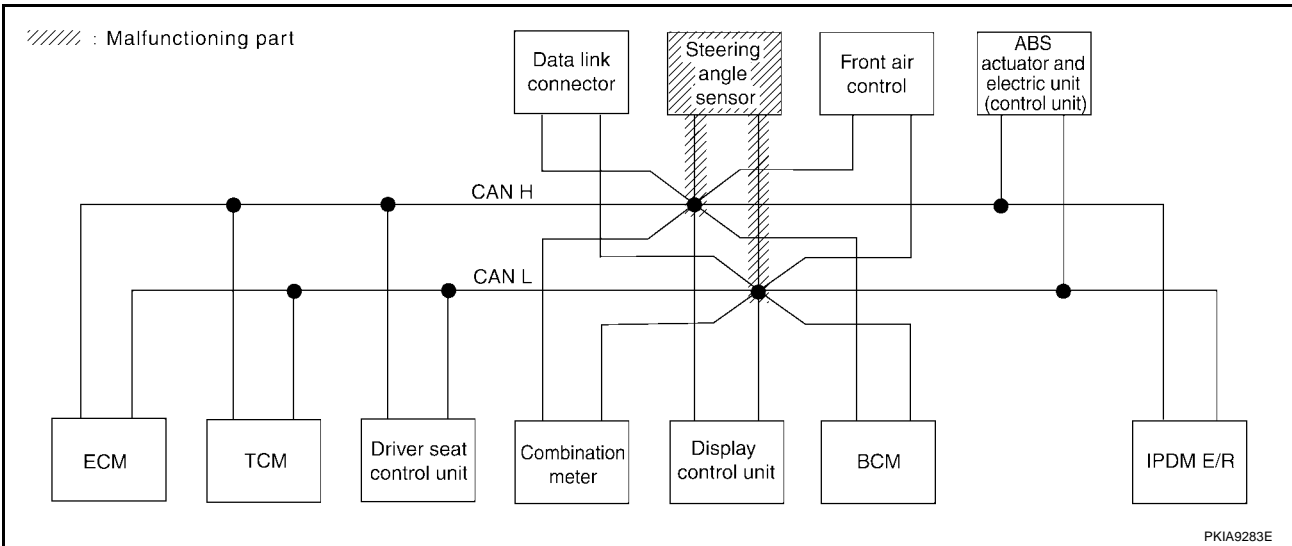 : Malfunctioning part
Data link
connector
Steering
angle
sensor
Front air
control
ABS
actuator and
electric unit
(control unit)
CAN H
CAN L
ECM
TCM
Driver seat
control unit
Combination
meter
Display
control unit
BCM
IPDM E/R
PKIA9283E